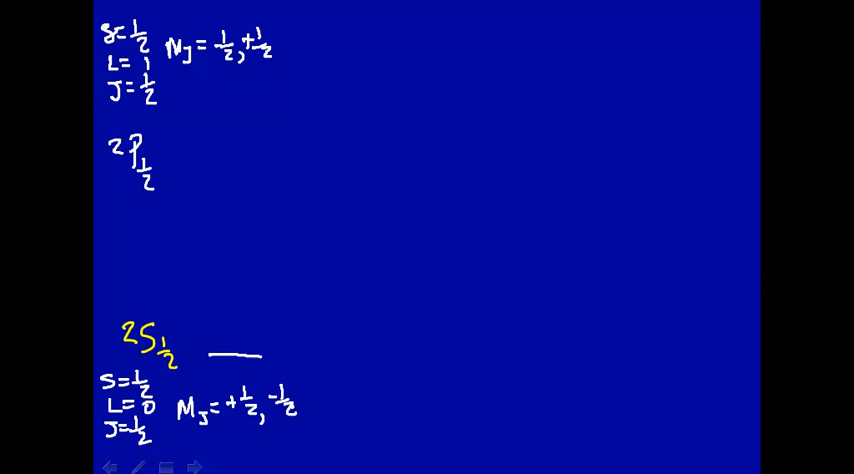 S=1/2
L=1
J=1/2
MJ=-1/2,+1/2
2P1/2
2S1/2
S=1/2
L=0
J=1/2
MJ=+1/2,-1/2